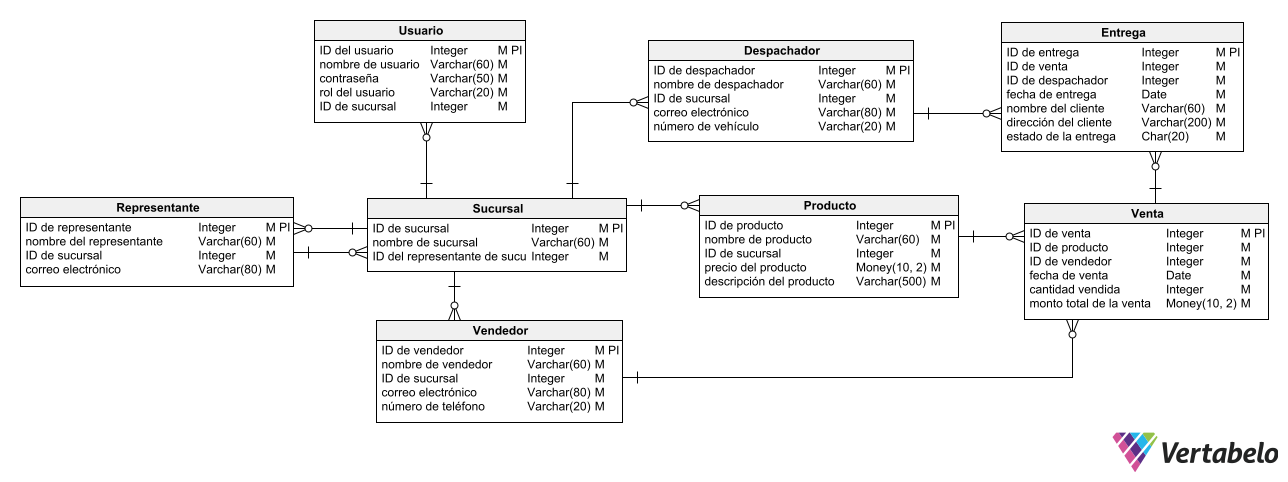 Usuario
ID del usuario Integer M PI
nombre de usuario Varchar(60) M
contraseña Varchar(50) M
rol del usuario Varchar(20) M
ID de sucursal Integer M
Despachador
ID de despachador Integer M PI
nombre de despachador Varchar(60) M
ID de sucursal Integer M
correo electrónico Varchar(80) M
número de vehículo Varchar(20) M
Entrega
ID de entrega Integer M PI
ID de venta Integer M
ID de despachador Integer M
fecha de entrega Date M
nombre del cliente Varchar(60) M
dirección del cliente Varchar(200) M
estado de la entrega Char(20) M
Representante
ID de representante Integer M PI
nombre del representante Varchar(60) M
ID de sucursal Integer M
correo electrónico Varchar(80) M
Sucursal
ID de sucursal Integer M PI
nombre de sucursal Varchar(60) M
ID del representante de sucu Integer M
Producto
ID de producto Integer M PI
nombre de producto Varchar(60) M
ID de sucursal Integer M
precio del producto Money(10, 2) M
descripción del producto Varchar(500) M
Venta
ID de venta Integer M PI
ID de producto Integer M
ID de vendedor Integer M
fecha de venta Date M
cantidad vendida Integer M
monto total de la venta Money(10, 2) M
Vendedor
ID de vendedor Integer M PI
nombre de vendedor Varchar(60) M
ID de sucursal Integer M
correo electrónico Varchar(80) M
número de teléfono Varchar(20) M
Vertabelo